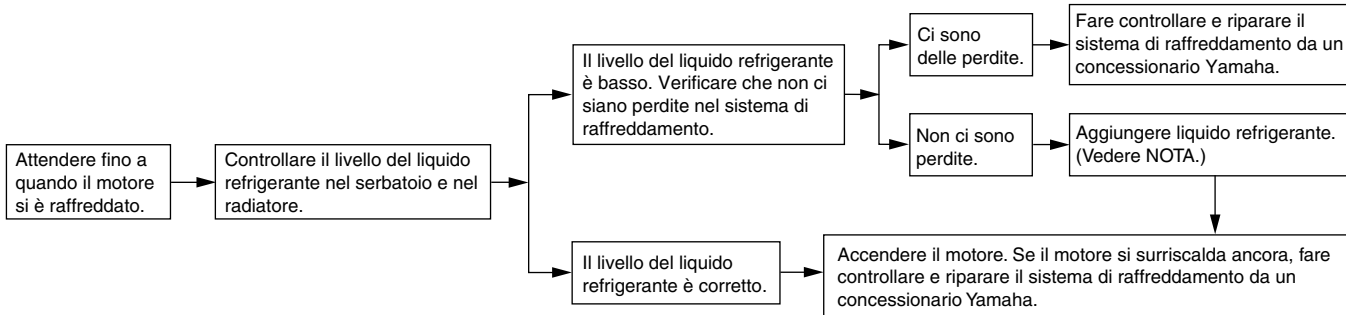 Attendere fino a
quando il motore
si è raffreddato.
Controllare il livello del liquido
refrigerante nel serbatoio e nel
radiatore.
Il livello del liquido refrigerante
è basso. Verificare che non ci
siano perdite nel sistema di
raffreddamento.
Ci sono
delle perdite.
Fare controllare e riparare il
sistema di raffreddamento da un
concessionario Yamaha.
Non ci sono
perdite.
Aggiungere liquido refrigerante.
(Vedere NOTA.)
Il livello del liquido
refrigerante è corretto.
Accendere il motore. Se il motore si surriscalda ancora, fare
controllare e riparare il sistema di raffreddamento da un
concessionario Yamaha.